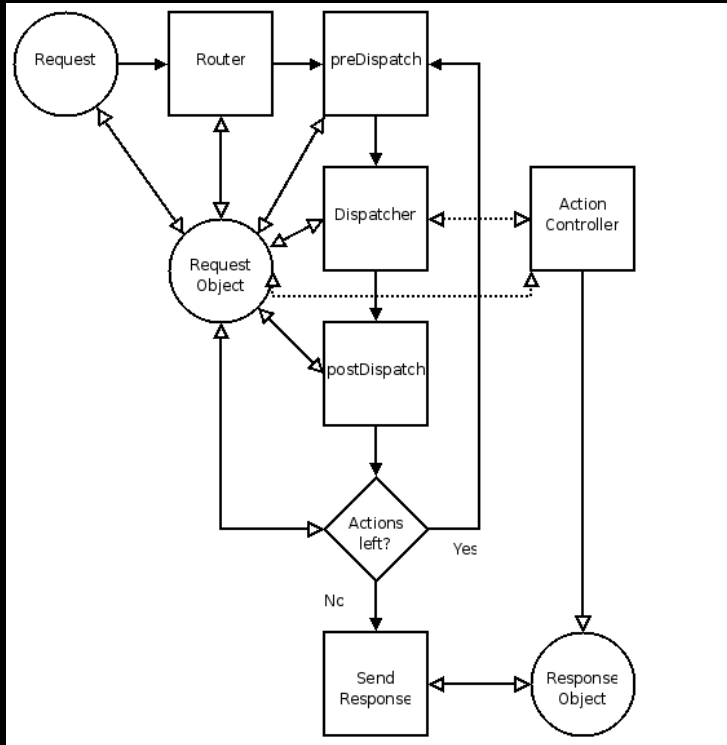 Request
Router
preDispatch
Dispatcher
Action
Controller
Request
Object
postDispatch
Actions
left?
Yes
No
Send
Response
Response
Object